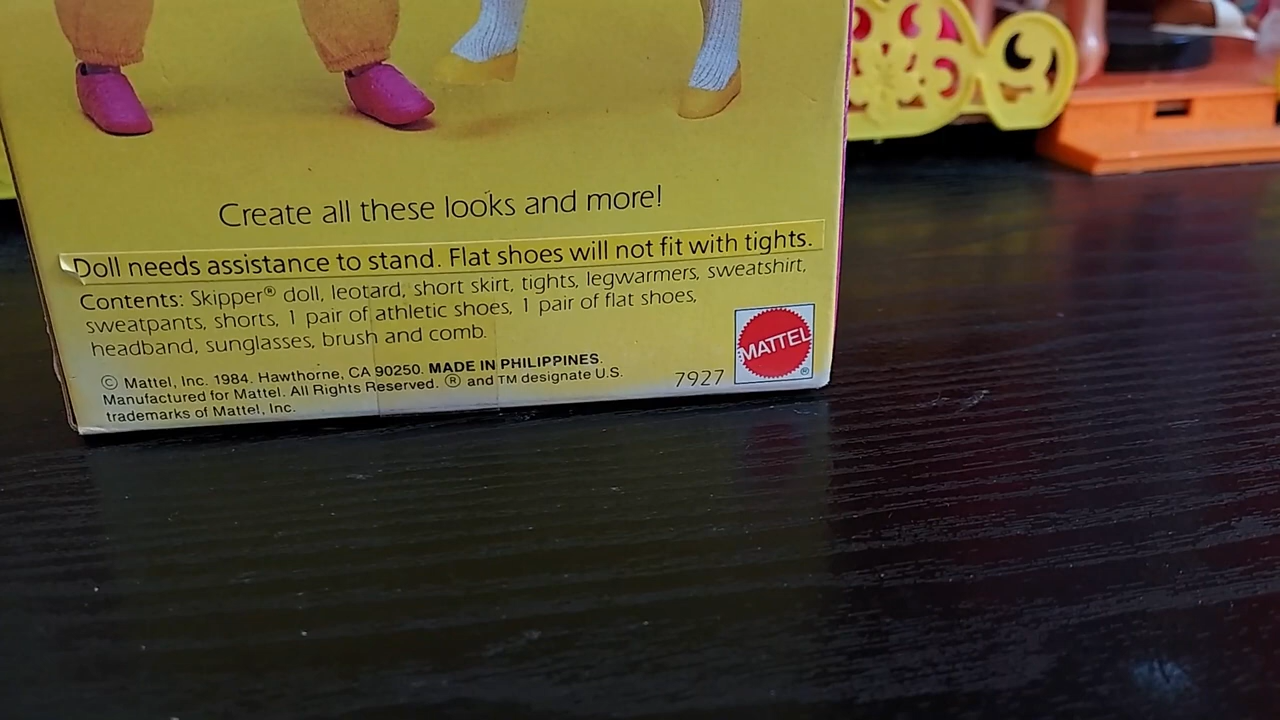 Create all these looks and more!
Doll needs assistance to stand. Flat shoes will not fit with tights.
Contents: Skipper® doll, leotard, short skirt, tights, legwarmers, sweatshirt,
sweatpants, shorts, 1 pair of athletic shoes, 1 pair of flat shoes,
headband, sunglasses, brush and comb.
© Mattel, Inc. 1984. Hawthorne, CA 90250. MADE IN PHILIPPINES.
Manufactured for Mattel. All Rights Reserved. ® and TM designate U.S.
trademarks of Mattel, Inc.
7927
MATTEL®